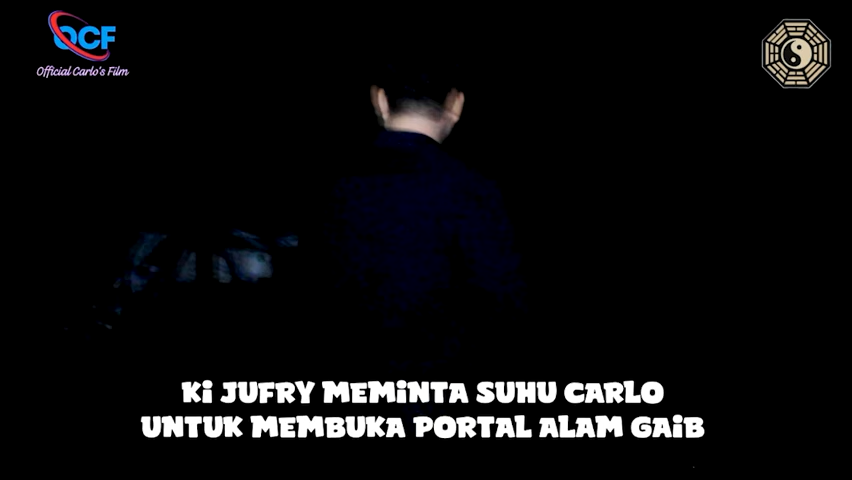 OCF
Official Carlo's Film
Ki JUFRY MEMiNTA SUHU CARLO
UNTUK MEMBUKA PORTAL ALAM GAiB